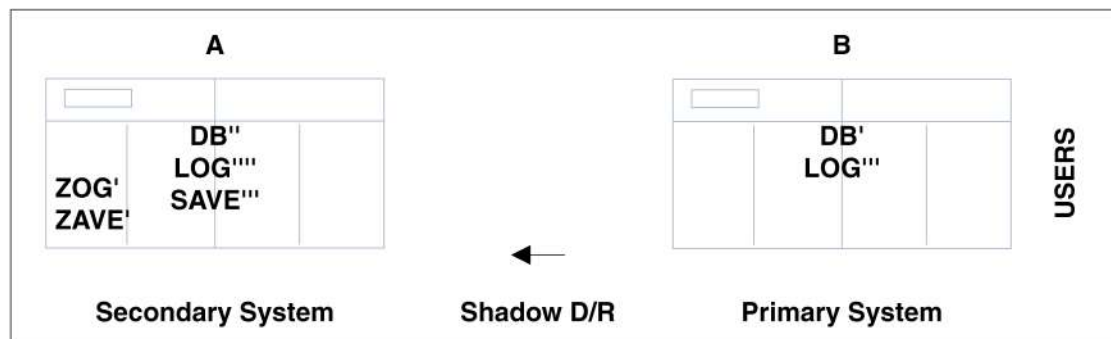 A
B
DB''
LOG''''
SAVE'''
ZOG'
ZAVE'
DB'
LOG'''
USERS
Secondary System
Shadow D/R
Primary System